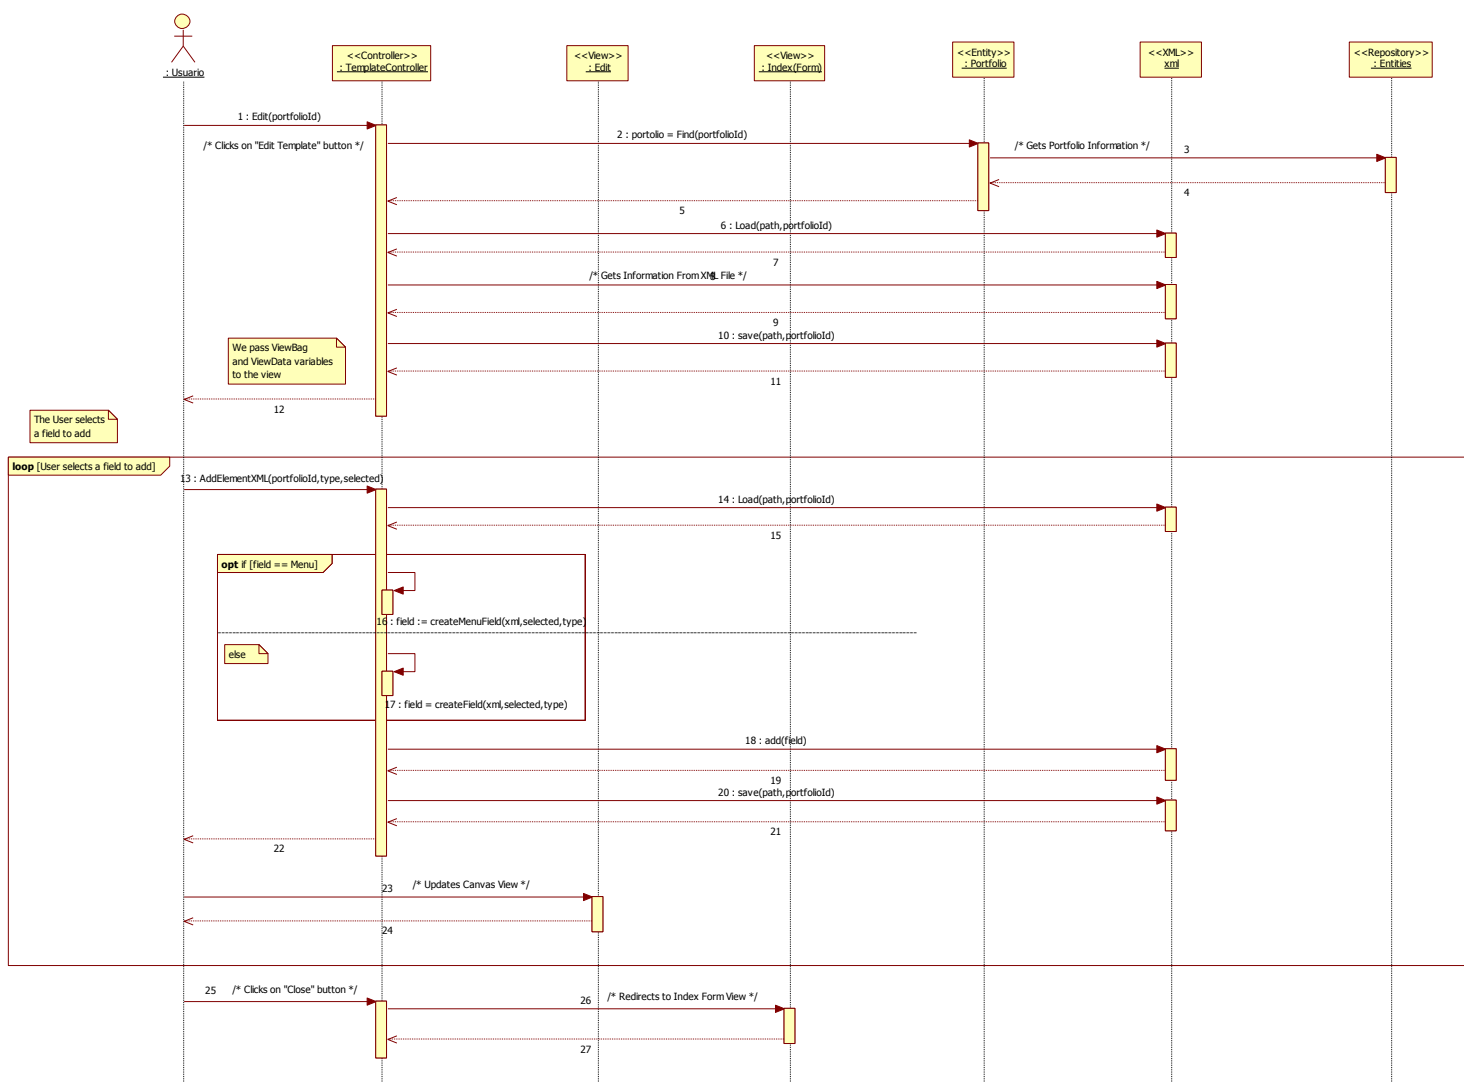 <<Controller>>
: TemplateController
<<View>>
: Edit
<<View>>
: Index(Form)
<<Entity>>
: Portfolio
<<XML>>
xml
<<Repository>>
: Entities
: Usuario
1 : Edit(portfolioId)
/* Clicks on "Edit Template" button */
2 : portolio = Find(portfolioId)
/* Gets Portfolio Information */
3
4
5
6 : Load(path,portfolioId)
7
/* Gets Information From XML File */
9
10 : save(path,portfolioId)
We pass ViewBag
and ViewData variables
to the view
11
12
The User selects
a field to add
loop [User selects a field to add]
13 : AddElementXML(portfolioId,type,selected)
14 : Load(path,portfolioId)
15
opt if [field == Menu]
16 : field := createMenuField(xml,selected,type)
else
17 : field = createField(xml,selected,type)
18 : add(field)
19
20 : save(path,portfolioId)
21
22
23
/* Updates Canvas View */
24
25
/* Clicks on "Close" button */
26
/* Redirects to Index Form View */
27